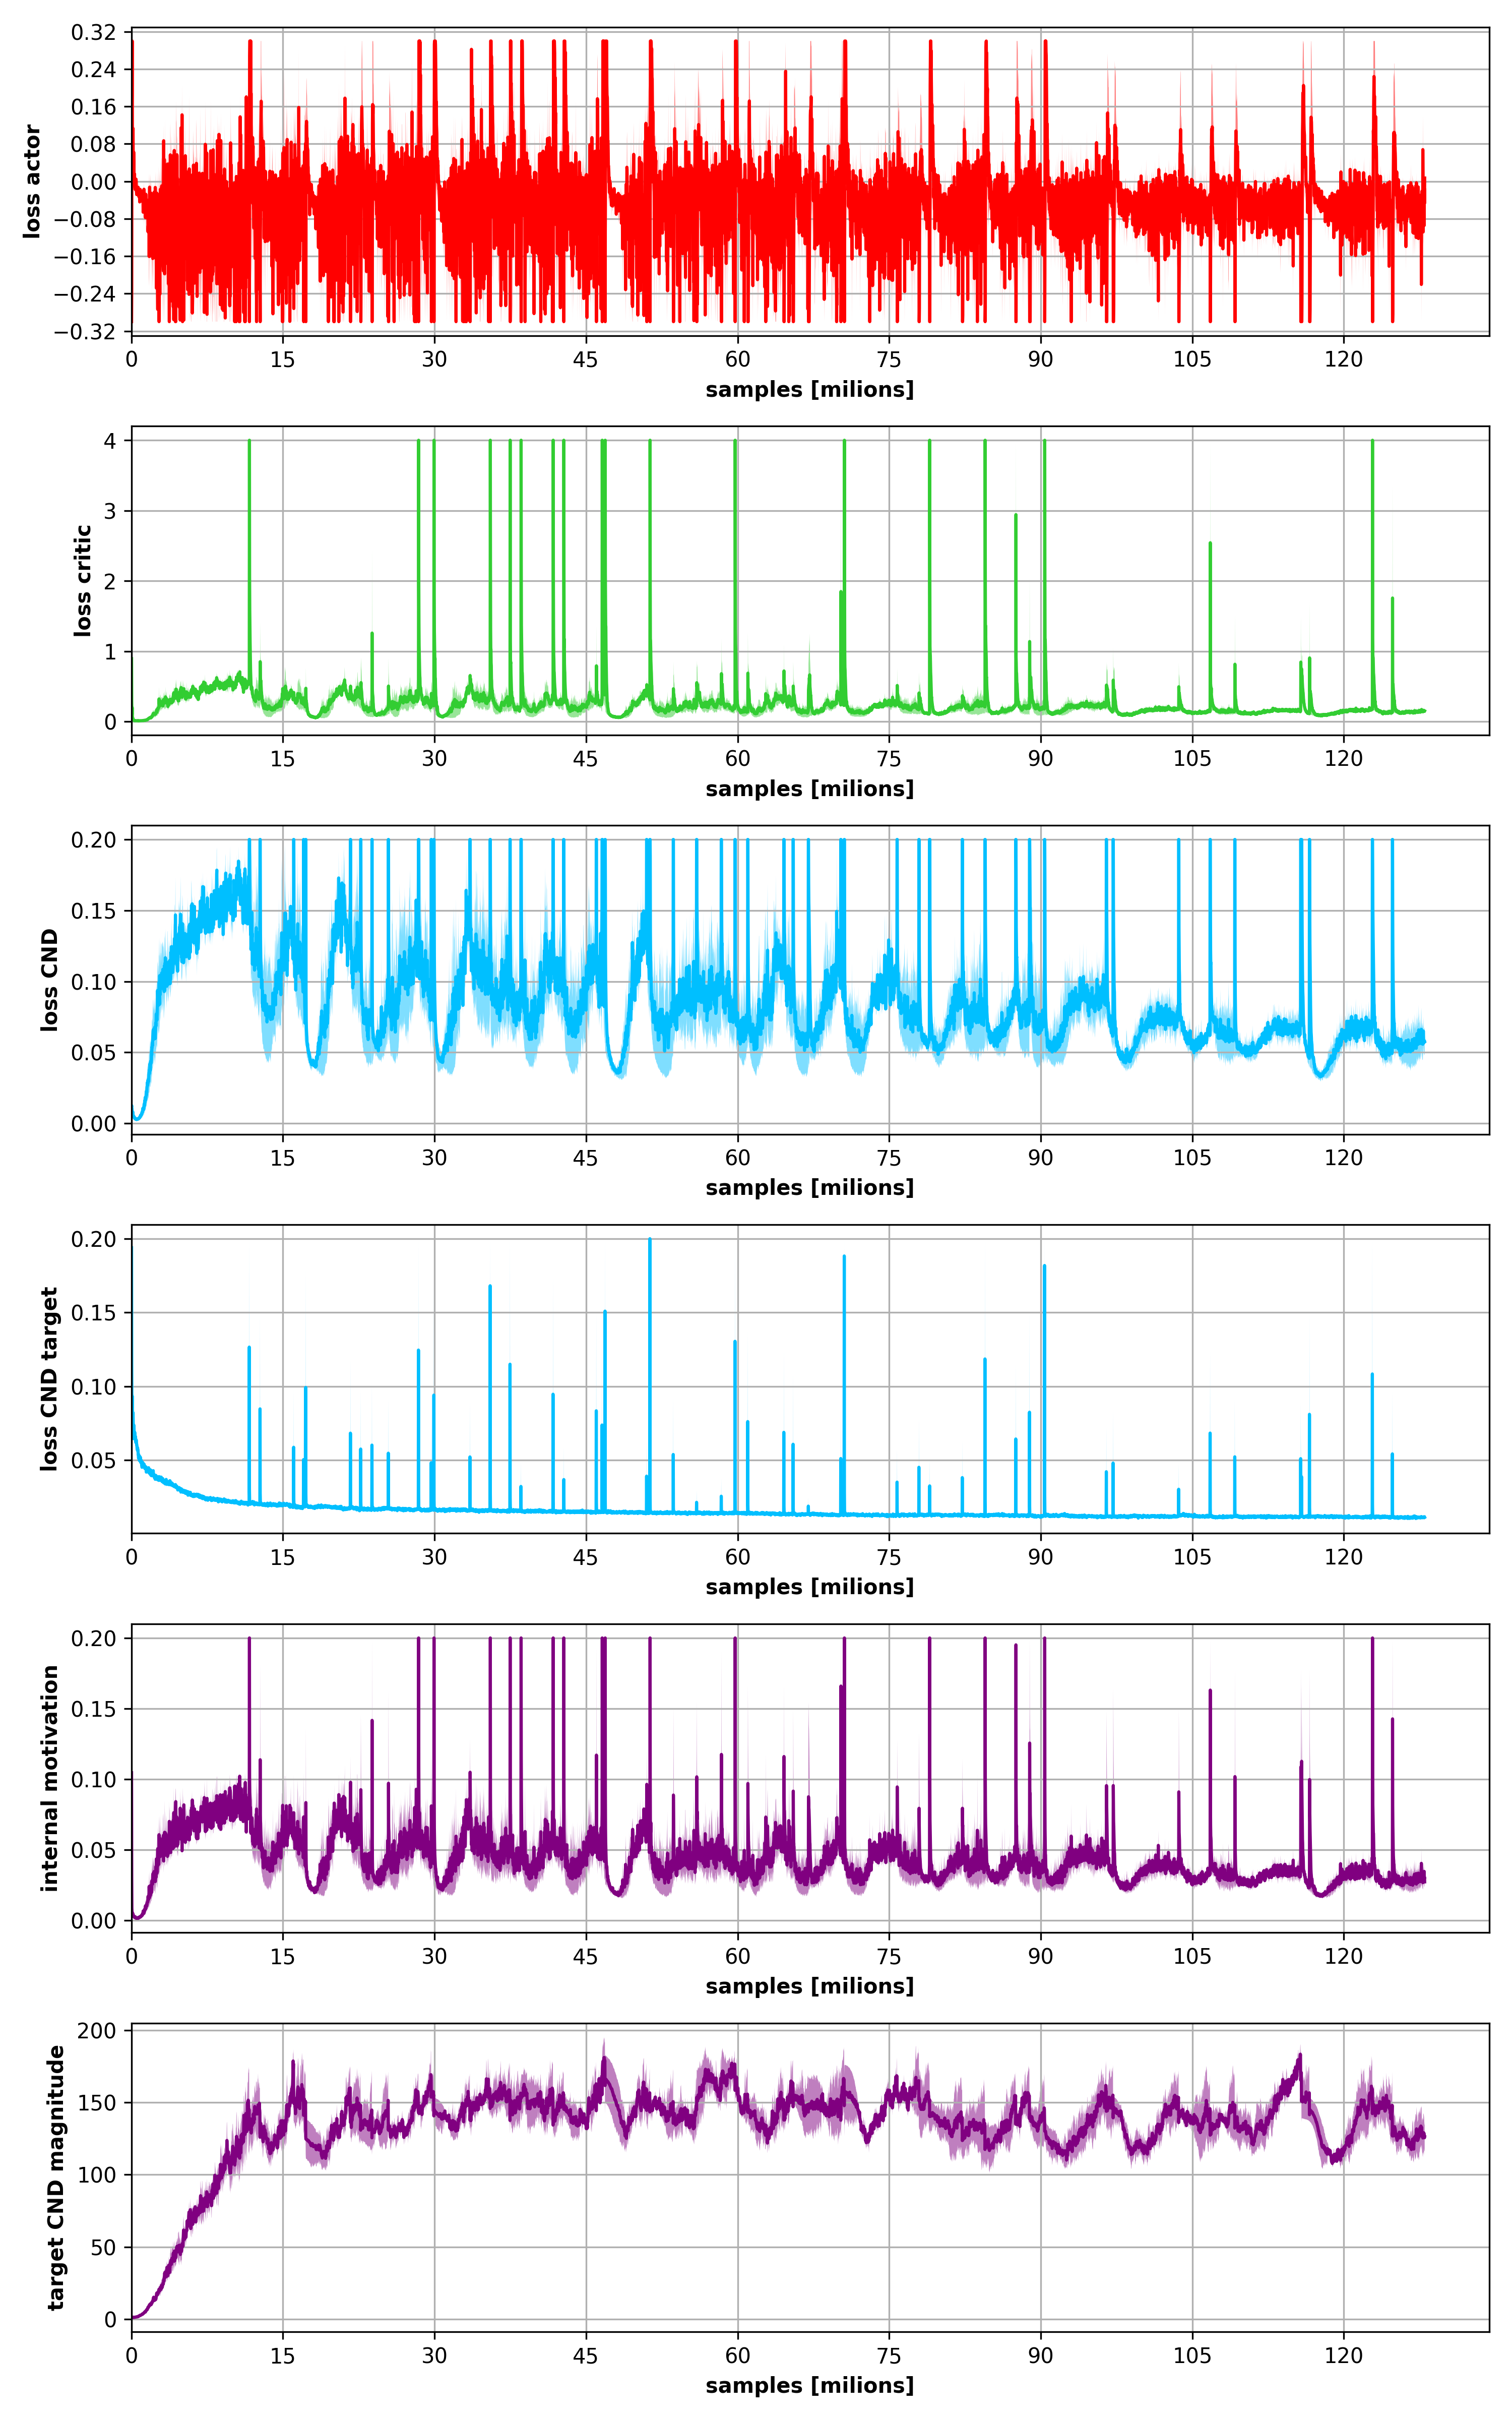 loss actor
0.32
0.24
0.16
0.08
0.00
−0.08
−0.16
−0.24
−0.32
0 15 30 45 60 75 90 105 120
samples [milions]
loss critic
4
3
2
1
0
0 15 30 45 60 75 90 105 120
samples [milions]
loss CND
0.20
0.15
0.10
0.05
0.00
0 15 30 45 60 75 90 105 120
samples [milions]
loss CND target
0.20
0.15
0.10
0.05
0 15 30 45 60 75 90 105 120
samples [milions]
internal motivation
0.20
0.15
0.10
0.05
0.00
0 15 30 45 60 75 90 105 120
samples [milions]
target CND magnitude
200
150
100
50
0
0 15 30 45 60 75 90 105 120
samples [milions]